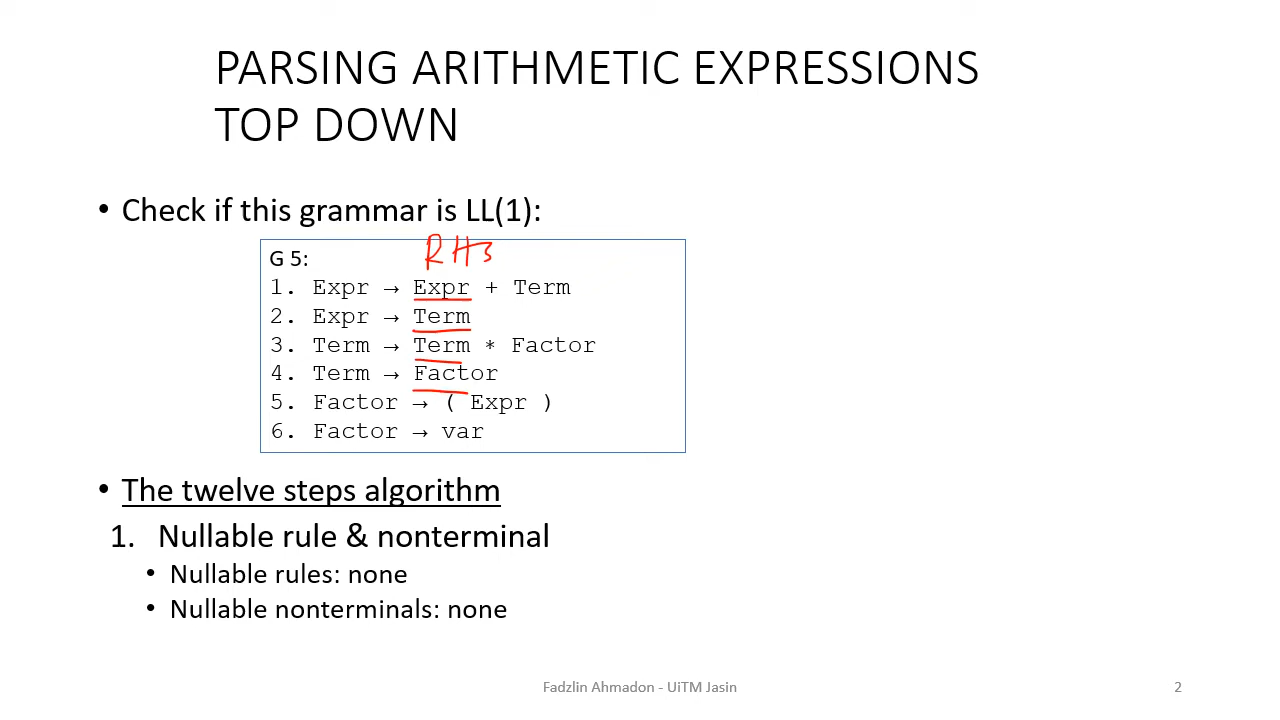 PARSING ARITHMETIC EXPRESSIONS
TOP DOWN
• Check if this grammar is LL(1):
RHS
G 5:
1. Expr → Expr + Term
2. Expr → Term
3. Term → Term * Factor
4. Term → Factor
5. Factor → ( Expr )
6. Factor → var
• The twelve steps algorithm
1. Nullable rule & nonterminal
• Nullable rules: none
• Nullable nonterminals: none
Fadzlin Ahmadon - UiTM Jasin
2